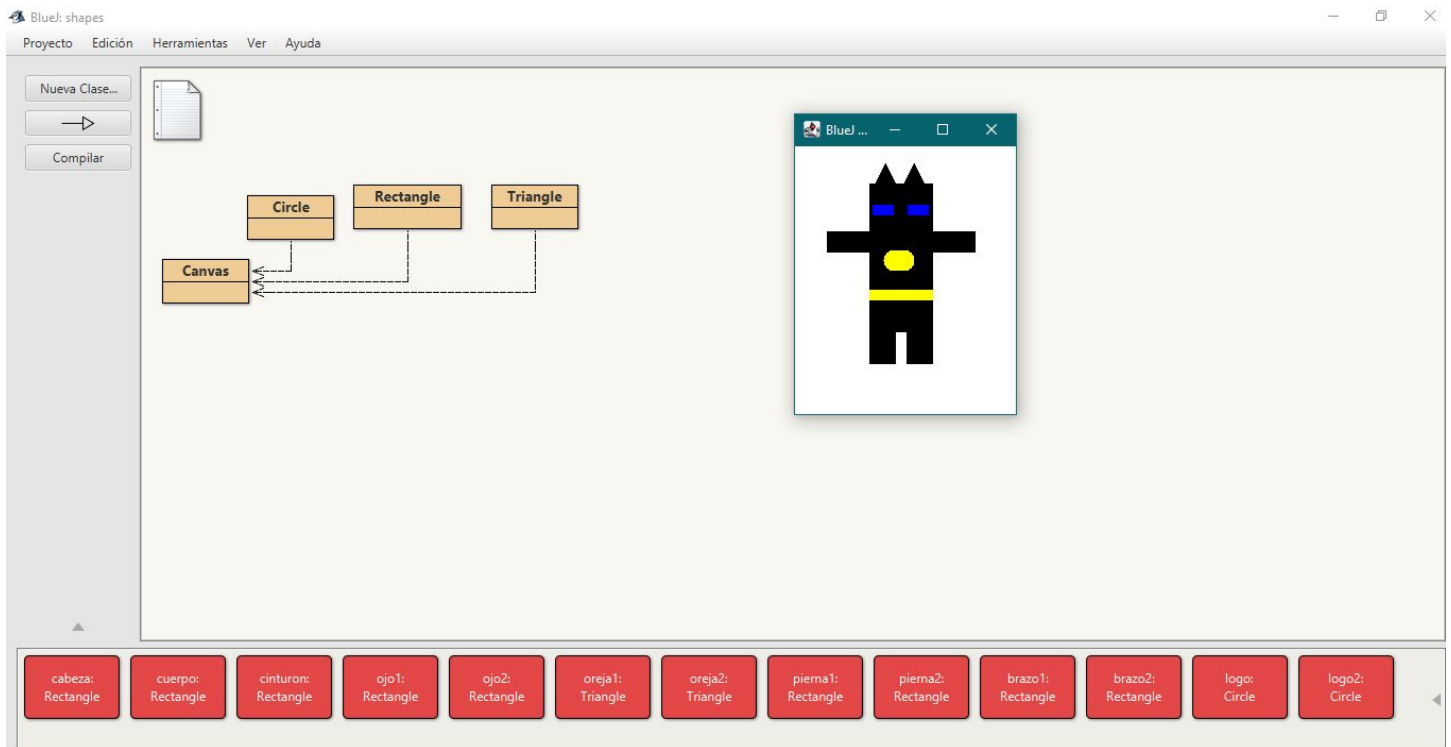 BlueJ: shapes
Proyecto Edición Herramientas Ver Ayuda
Nueva Clase...
Compilar
BlueJ ...
Circle
Rectangle
Triangle
Canvas
cabeza:
Rectangle
cuerpo:
Rectangle
cinturon:
Rectangle
ojo1:
Rectangle
ojo2:
Rectangle
oreja1:
Triangle
oreja2:
Triangle
pierna1:
Rectangle
pierna2:
Rectangle
brazo1:
Rectangle
brazo2:
Rectangle
logo:
Circle
logo2:
Circle